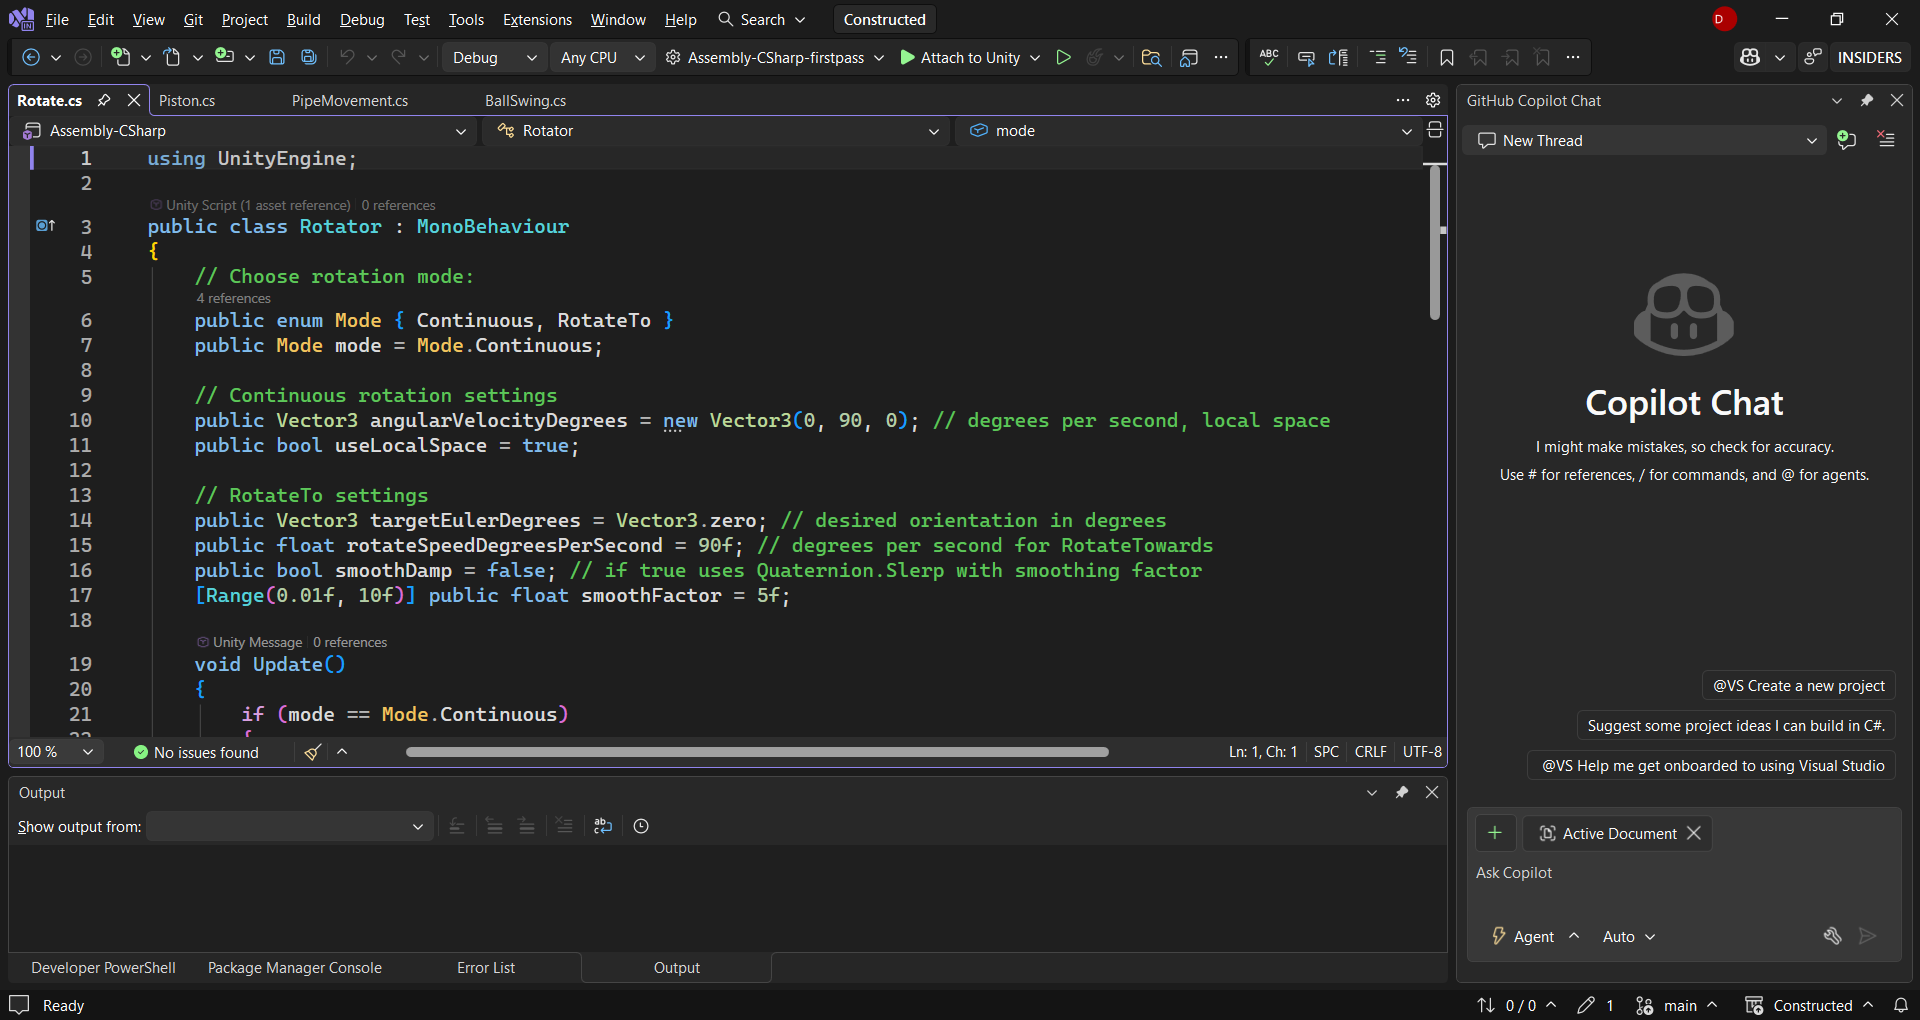 File Edit View Git Project Build Debug Test Tools Extensions Window Help Search Constructed D
Debug Any CPU Assembly-CSharp-firstpass Attach to Unity ABC INSIDERS
Rotate.cs Piston.cs PipeMovement.cs BallSwing.cs
Assembly-CSharp Rotator mode
1 using UnityEngine;
2
Unity Script (1 asset reference) | 0 references
3 public class Rotator : MonoBehaviour
4 {
5 // Choose rotation mode:
4 references
6 public enum Mode { Continuous, RotateTo }
7 public Mode mode = Mode.Continuous;
8
9 // Continuous rotation settings
10 public Vector3 angularVelocityDegrees = new Vector3(0, 90, 0); // degrees per second, local space
11 public bool useLocalSpace = true;
12
13 // RotateTo settings
14 public Vector3 targetEulerDegrees = Vector3.zero; // desired orientation in degrees
15 public float rotateSpeedDegreesPerSecond = 90f; // degrees per second for RotateTowards
16 public bool smoothDamp = false; // if true uses Quaternion.Slerp with smoothing factor
17 [Range(0.01f, 10f)] public float smoothFactor = 5f;
18
Unity Message | 0 references
19 void Update()
20 {
21 if (mode == Mode.Continuous)
22 {
100 % No issues found Ln: 1, Ch: 1 SPC CRLF UTF-8
Output
Show output from:
Developer PowerShell Package Manager Console Error List Output
GitHub Copilot Chat
New Thread
Copilot Chat
I might make mistakes, so check for accuracy.
Use # for references, / for commands, and @ for agents.
@VS Create a new project
Suggest some project ideas I can build in C#.
@VS Help me get onboarded to using Visual Studio
+ Active Document
Ask Copilot
Agent Auto
Ready 0 / 0 1 main Constructed